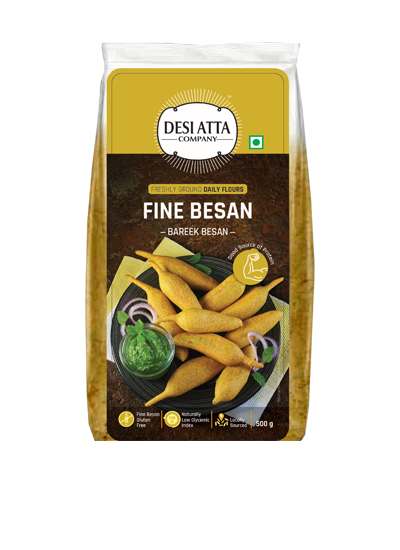 DESI ATTA
COMPANY
FRESHLY GROUND DAILY FLOURS
FINE BESAN
– BAREEK BESAN –
Good Source of Protein
Fine Besan
Gluten
Free
Naturally
Low Glycemic
Index
Locally
Sourced
500 g